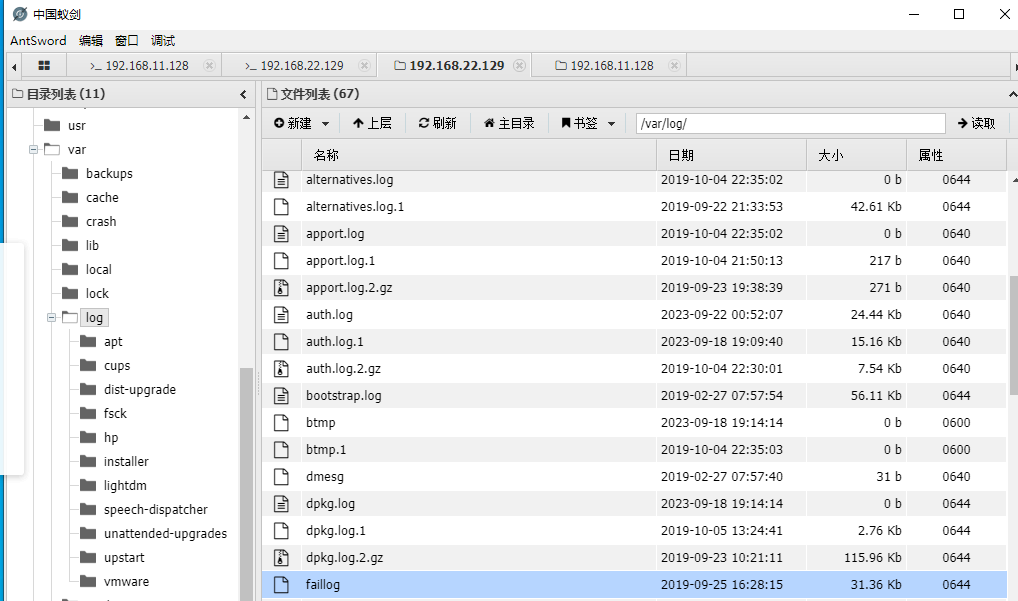 中国蚁剑
AntSword 编辑 窗口 调试
>_ 192.168.11.128 >_ 192.168.22.129 192.168.22.129 192.168.11.128
目录列表 (11)
usr
var
backups
cache
crash
lib
local
lock
log
apt
cups
dist-upgrade
fsck
hp
installer
lightdm
speech-dispatcher
unattended-upgrades
upstart
vmware
文件列表 (67)
新建 上层 刷新 主目录 书签 /var/log/ 读取
名称 日期 大小 属性
alternatives.log 2019-10-04 22:35:02 0 b 0644
alternatives.log.1 2019-09-22 21:33:53 42.61 Kb 0644
apport.log 2019-10-04 22:35:02 0 b 0640
apport.log.1 2019-10-04 21:50:13 217 b 0640
apport.log.2.gz 2019-09-23 19:38:39 271 b 0640
auth.log 2023-09-22 00:52:07 24.44 Kb 0640
auth.log.1 2023-09-18 19:09:40 15.16 Kb 0640
auth.log.2.gz 2019-10-04 22:30:01 7.54 Kb 0640
bootstrap.log 2019-02-27 07:57:54 56.11 Kb 0644
btmp 2023-09-18 19:14:14 0 b 0600
btmp.1 2019-10-04 22:35:03 0 b 0600
dmesg 2019-02-27 07:57:40 31 b 0640
dpkg.log 2023-09-18 19:14:14 0 b 0644
dpkg.log.1 2019-10-05 13:24:41 2.76 Kb 0644
dpkg.log.2.gz 2019-09-23 10:21:11 115.96 Kb 0644
faillog 2019-09-25 16:28:15 31.36 Kb 0644